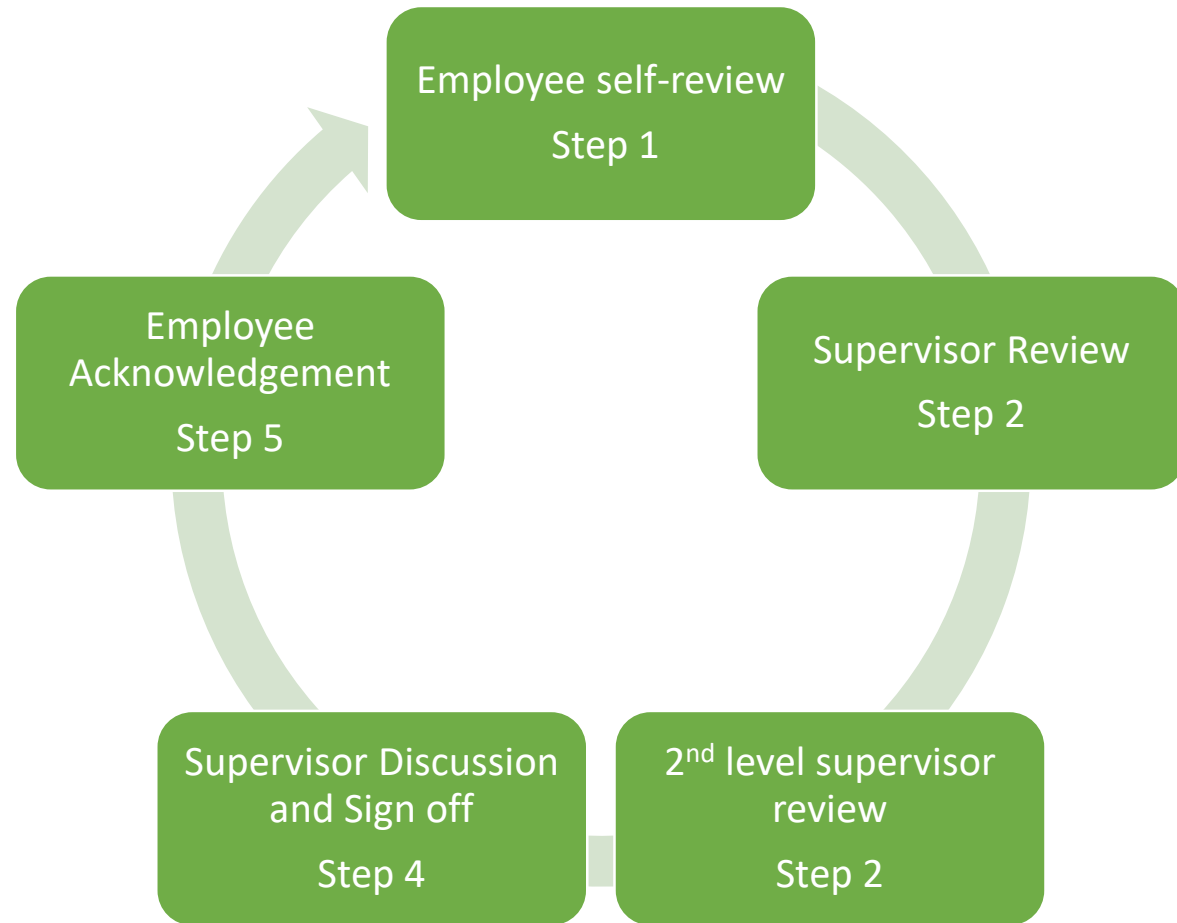 Employee self-review
Step 1
Supervisor Review
Step 2
2nd level supervisor
review
Step 2
Supervisor Discussion
and Sign off
Step 4
Employee
Acknowledgement
Step 5